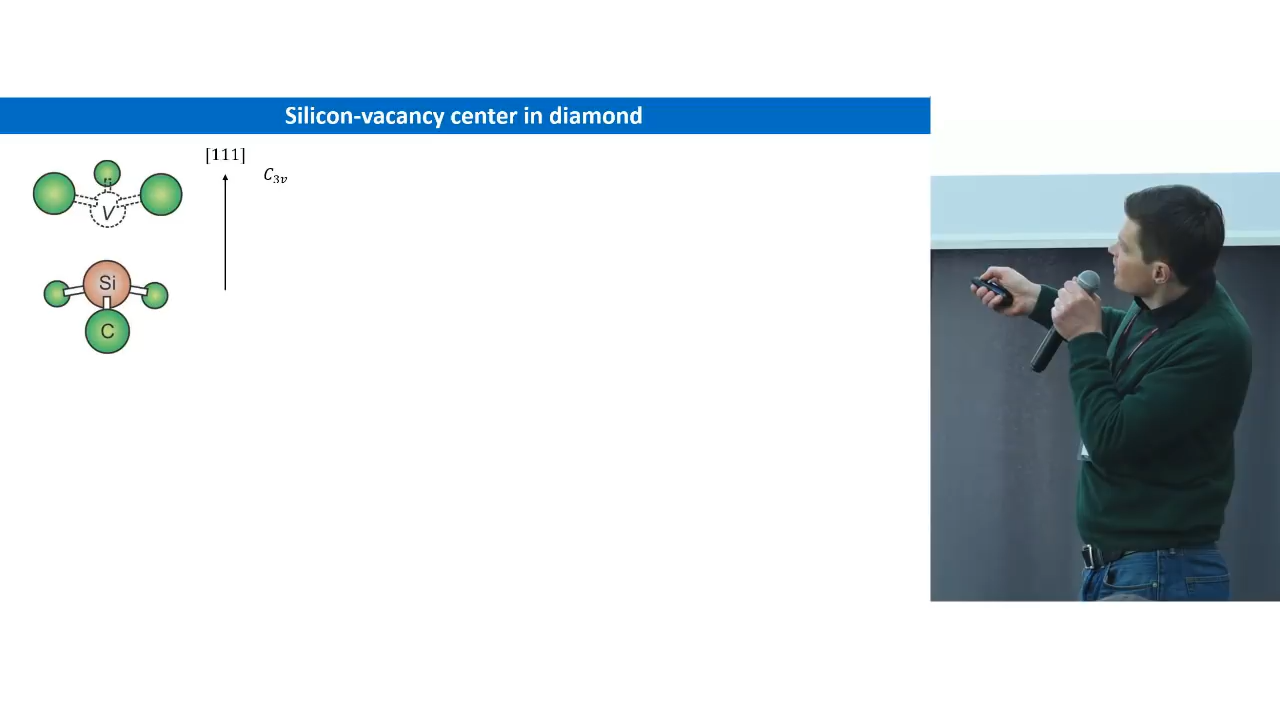 Silicon-vacancy center in diamond
[111]
C₃ᵥ
V
Si
C